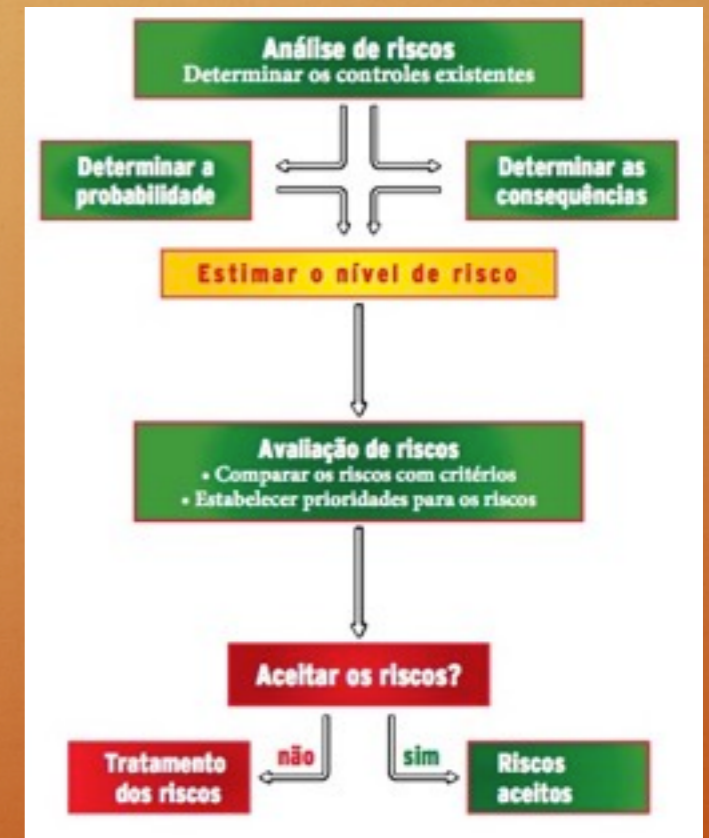 Análise de riscos
Determinar os controles existentes
Determinar a
probabilidade
Determinar as
consequências
Estimar o nível de risco
Avaliação de riscos
• Comparar os riscos com critérios
• Estabelecer prioridades para os riscos
Aceitar os riscos?
não
sim
Tratamento
dos riscos
Riscos
aceitos